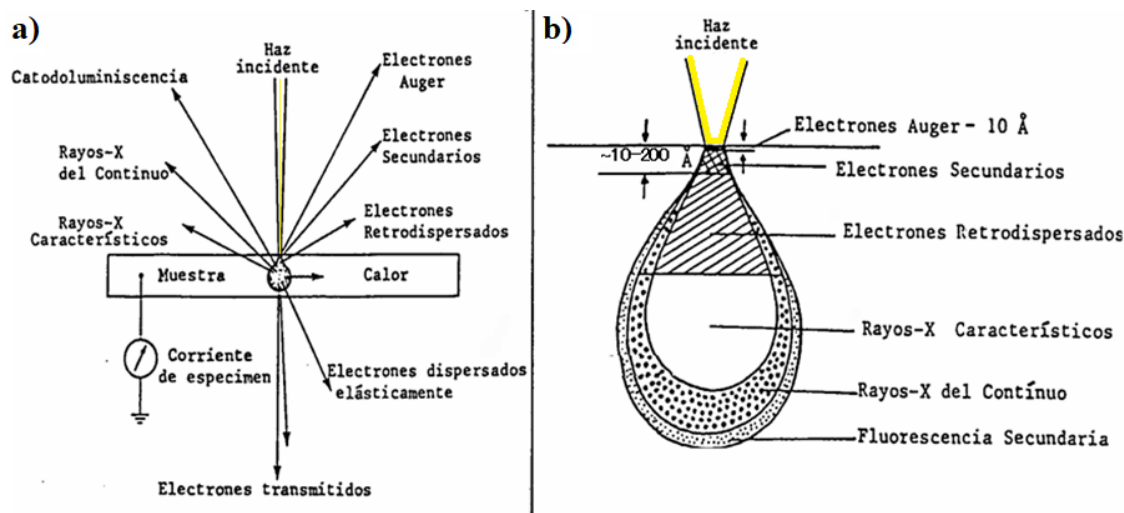 a)
Haz
incidente
Electrones
Auger
Catodoluminiscencia
Electrones
Secundarios
Rayos-X
del Continuo
Electrones
Retrodispersados
Rayos-X
Característicos
Muestra
Calor
Corriente
de especimen
Electrones dispersados
elásticamente
Electrones transmitidos
b)
Haz
incidente
Electrones Auger - 10 Å
~10-200 Å
Electrones Secundarios
Electrones Retrodispersados
Rayos-X Característicos
Rayos-X del Contínuo
Fluorescencia Secundaria